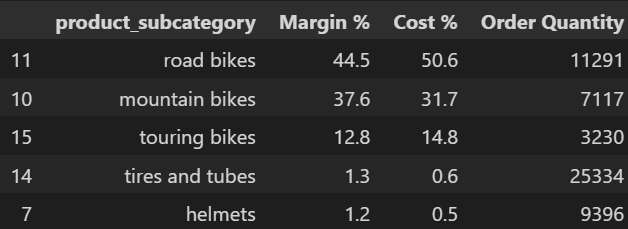 product_subcategory Margin % Cost % Order Quantity
11 road bikes 44.5 50.6 11291
10 mountain bikes 37.6 31.7 7117
15 touring bikes 12.8 14.8 3230
14 tires and tubes 1.3 0.6 25334
7 helmets 1.2 0.5 9396